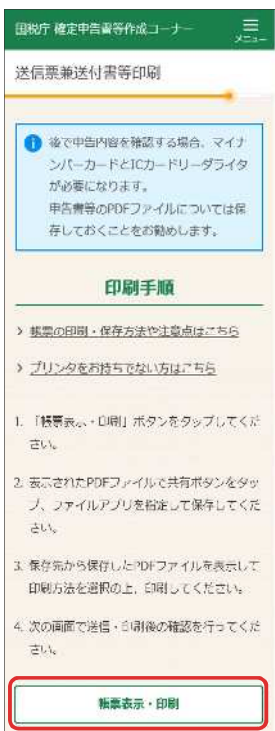 国税庁 確定申告書等作成コーナー
メニュー
送信票兼送付書等印刷
後で申告内容を確認する場合、マイナ
ンバーカードとICカードリーダライタ
が必要になります。
申告書等のPDFファイルについては保
存しておくことをお勧めします。
印刷手順
帳票の印刷・保存方法や注意点はこちら
プリンタをお持ちでない方はこちら
1. 「帳票表示・印刷」ボタンをタップしてくだ
さい。
2. 表示されたPDFファイルで共有ボタンをタッ
プ、ファイルアプリを指定して保存してくだ
さい。
3. 保存先から保存したPDFファイルを表示して
印刷方法を選択の上、印刷してください。
4. 次の画面で送信・印刷後の確認を行ってくだ
さい。
帳票表示・印刷